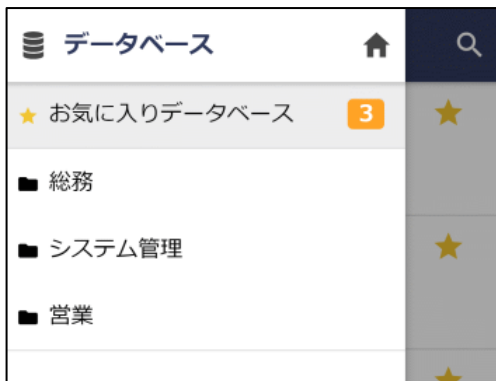 データベース
お気に入りデータベース 3
総務
システム管理
営業